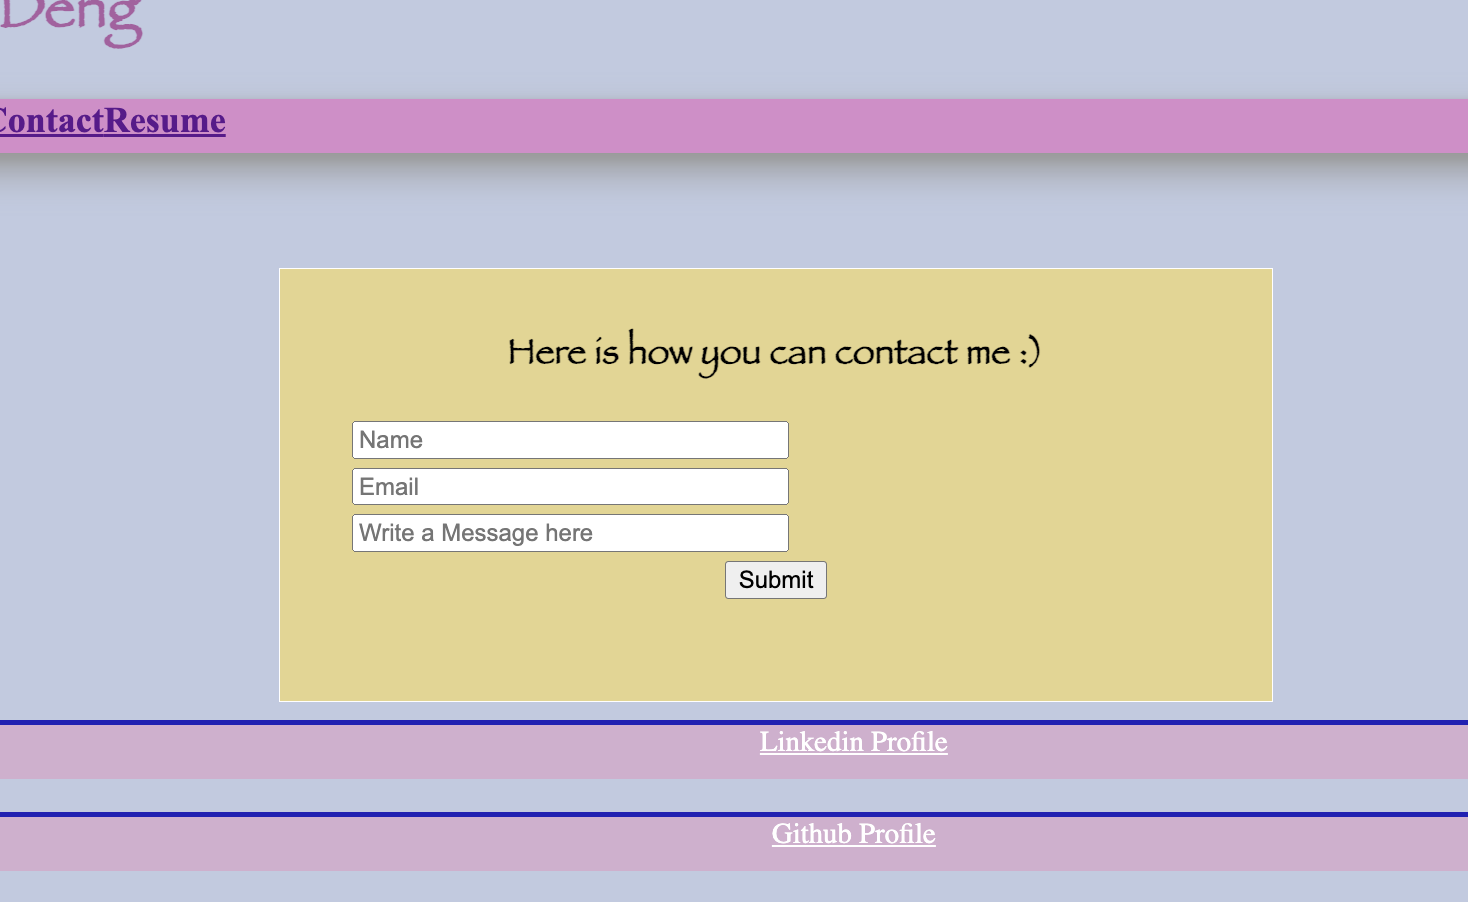 Deng
ContactResume
Here is how you can contact me :)
Name
Email
Write a Message here
Submit
Linkedin Profile
Github Profile